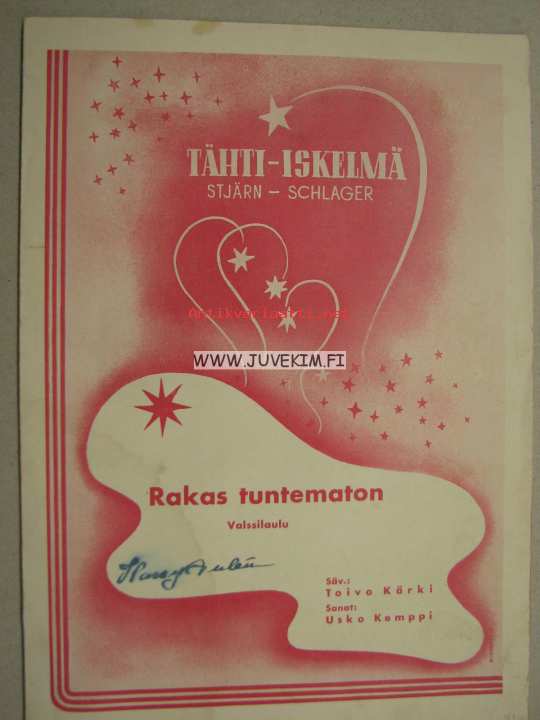 TÄHTI-ISKELMÄ
STJÄRN – SCHLAGER
Antikvariaatti.net
WWW.JUVEKIM.FI
Rakas tuntematon
Valssilaulu
Säv.:
Toivo Kärki
Sanat:
Usko Kemppi